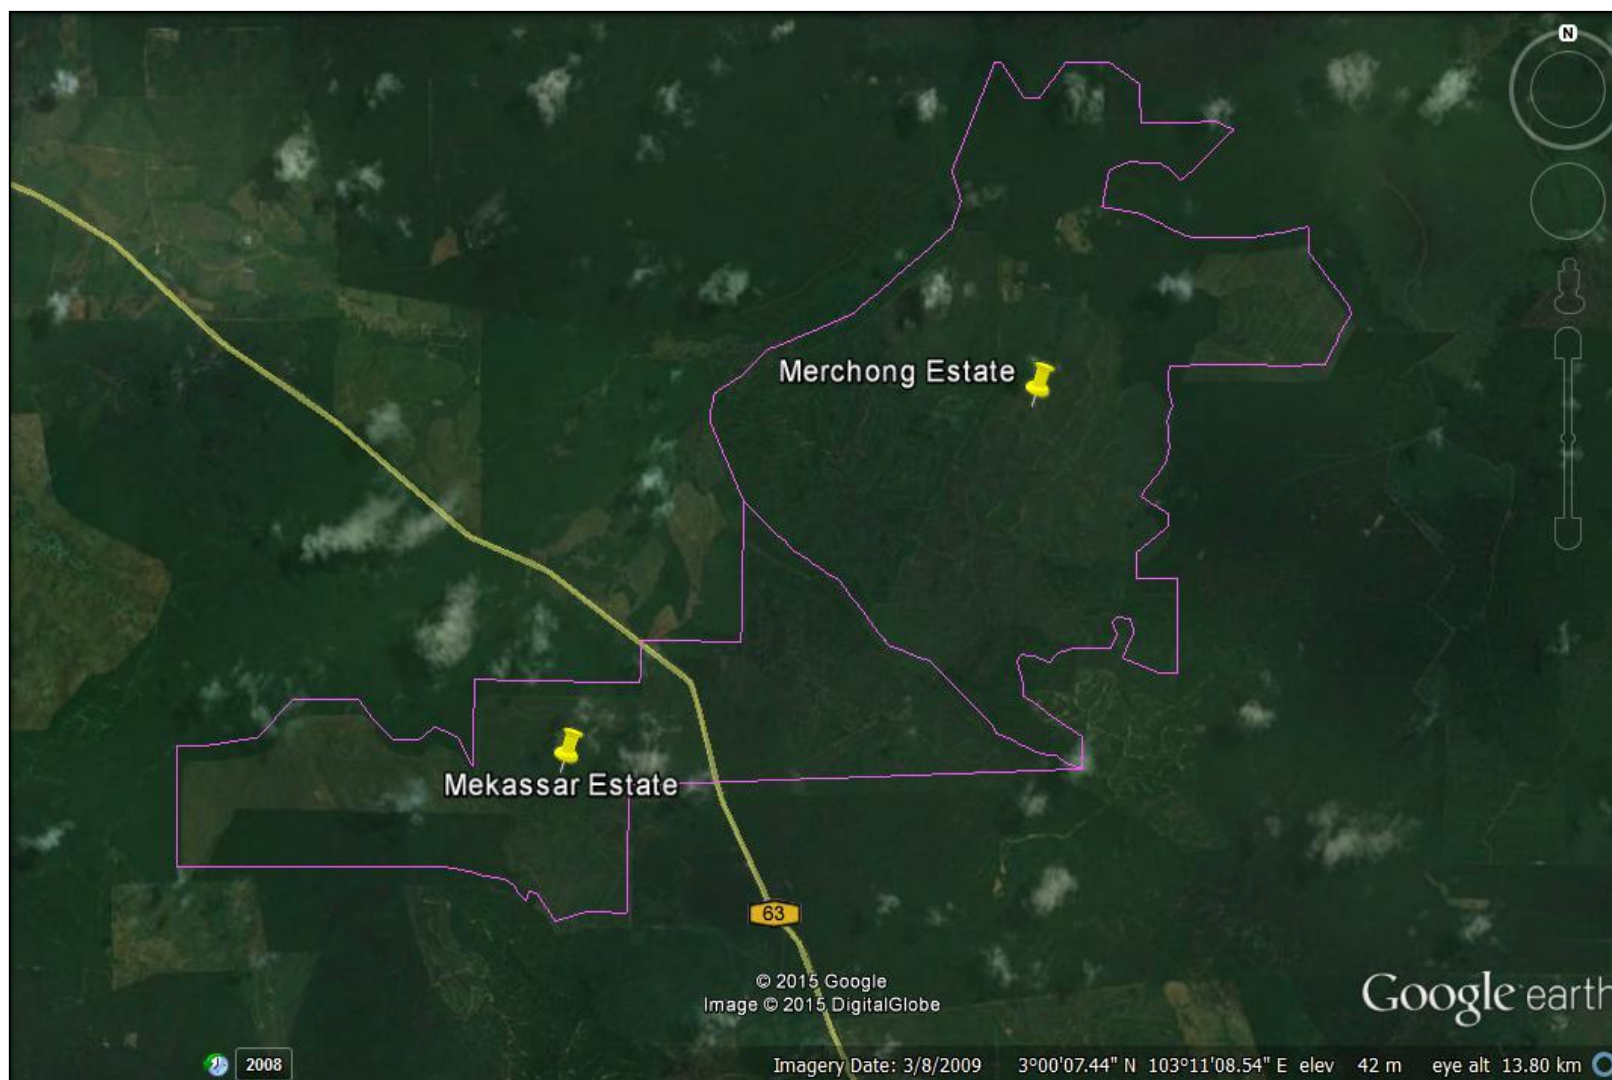 N
Merchong Estate
Mekassar Estate
63
© 2015 Google
Image © 2015 DigitalGlobe
Google earth
2008
Imagery Date: 3/8/2009 3°00'07.44" N 103°11'08.54" E elev 42 m eye alt 13.80 km